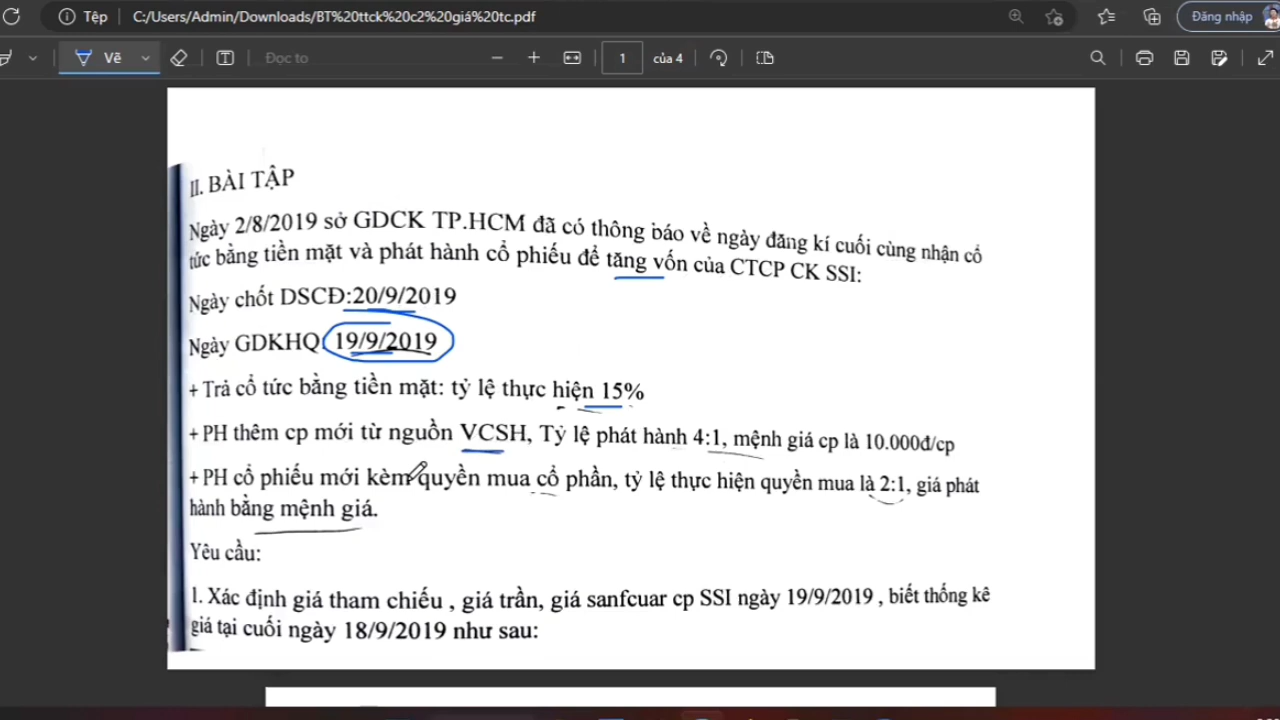 Tệp
C:/Users/Admin/Downloads/BT%20ttck%20c2%20giá%20tc.pdf
Đăng nhập
Vẽ
Đọc to
1
của 4
II. BÀI TẬP
Ngày 2/8/2019 sở GDCK TP.HCM đã có thông báo về ngày đăng kí cuối cùng nhận cổ
tức bằng tiền mặt và phát hành cổ phiếu để tăng vốn của CTCP CK SSI:
Ngày chốt DSCĐ:20/9/2019
Ngày GDKHQ 19/9/2019
+ Trả cổ tức bằng tiền mặt: tỷ lệ thực hiện 15%
+ PH thêm cp mới từ nguồn VCSH, Tỷ lệ phát hành 4:1, mệnh giá cp là 10.000đ/cp
+ PH cổ phiếu mới kèm quyền mua cổ phần, tỷ lệ thực hiện quyền mua là 2:1, giá phát
hành bằng mệnh giá.
Yêu cầu:
1. Xác định giá tham chiếu , giá trần, giá sanfcuar cp SSI ngày 19/9/2019 , biết thống kê
giá tại cuối ngày 18/9/2019 như sau: